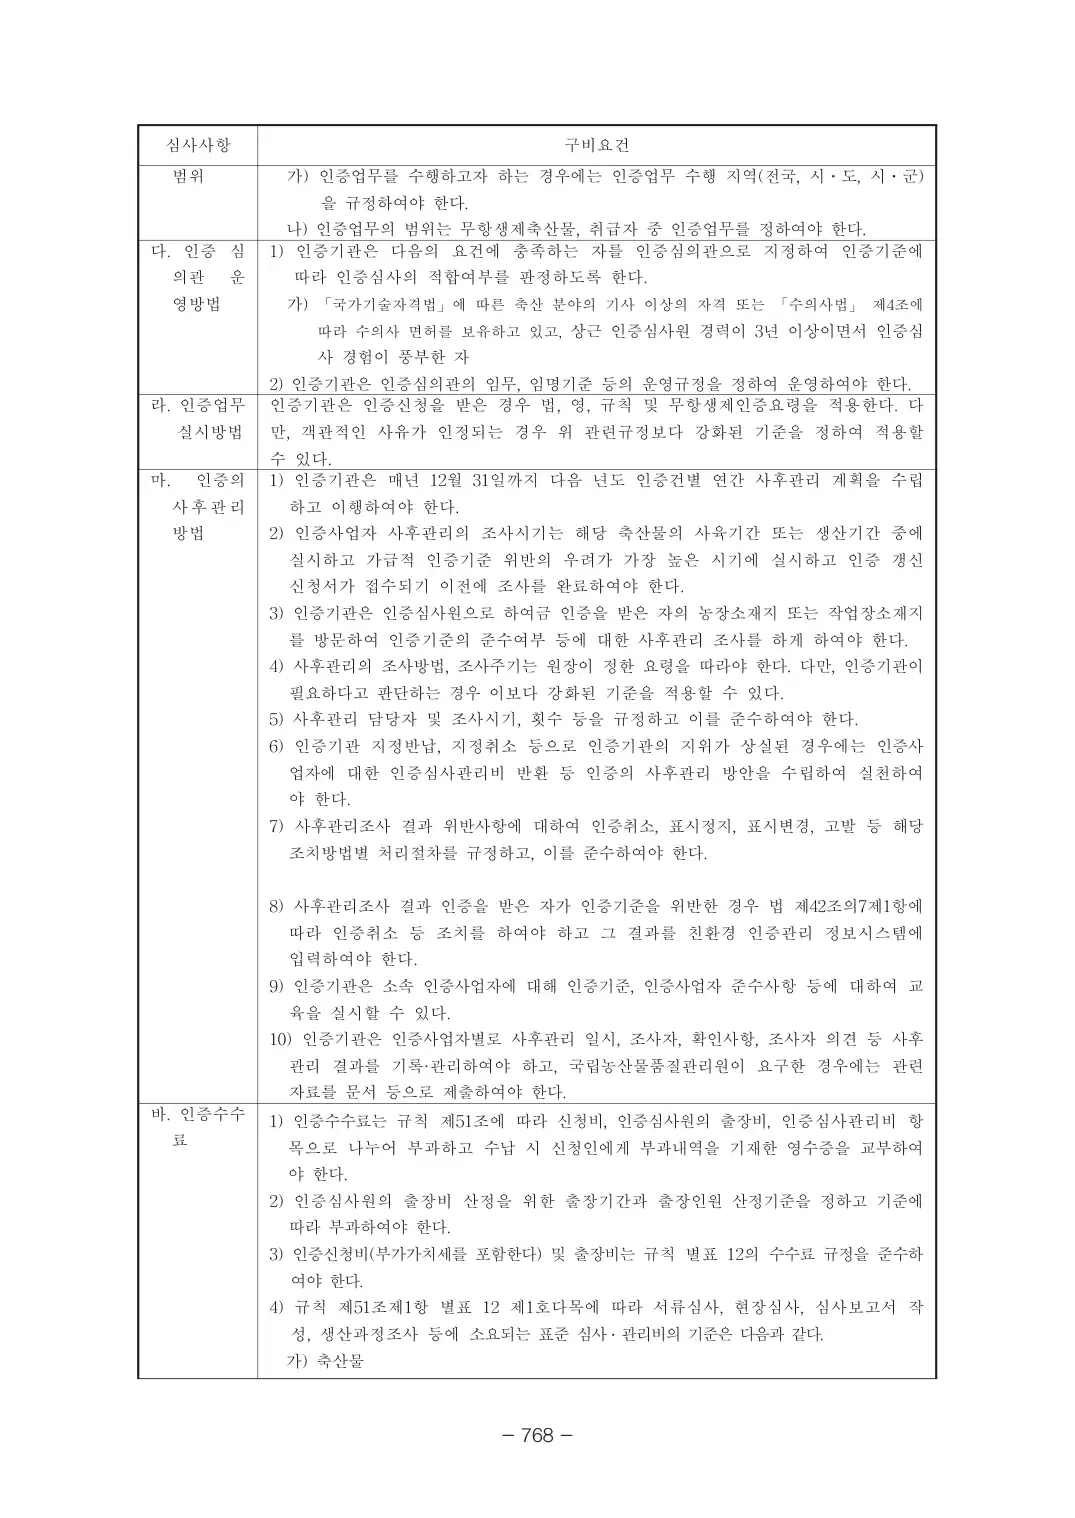 심사사항 구비요건
범위 가) 인증업무를 수행하고자 하는 경우에는 인증업무 수행 지역(전국, 시·도, 시·군)
을 규정하여야 한다.
나) 인증업무의 범위는 무항생제축산물, 취급자 중 인증업무를 정하여야 한다.
다. 인증 심 1) 인증기관은 다음의 요건에 충족하는 자를 인증심의관으로 지정하여 인증기준에
의관 운 따라 인증심사의 적합여부를 판정하도록 한다.
영방법 가) 「국가기술자격법」에 따른 축산 분야의 기사 이상의 자격 또는 「수의사법」 제4조에
따라 수의사 면허를 보유하고 있고, 상근 인증심사원 경력이 3년 이상이면서 인증심
사 경험이 풍부한 자
2) 인증기관은 인증심의관의 임무, 임명기준 등의 운영규정을 정하여 운영하여야 한다.
라. 인증업무 인증기관은 인증신청을 받은 경우 법, 영, 규칙 및 무항생제인증요령을 적용한다. 다
실시방법 만, 객관적인 사유가 인정되는 경우 위 관련규정보다 강화된 기준을 정하여 적용할
수 있다.
마. 인증의 1) 인증기관은 매년 12월 31일까지 다음 년도 인증건별 연간 사후관리 계획을 수립
사후관리 하고 이행하여야 한다.
방법 2) 인증사업자 사후관리의 조사시기는 해당 축산물의 사육기간 또는 생산기간 중에
실시하고 가급적 인증기준 위반의 우려가 가장 높은 시기에 실시하고 인증 갱신
신청서가 접수되기 이전에 조사를 완료하여야 한다.
3) 인증기관은 인증심사원으로 하여금 인증을 받은 자의 농장소재지 또는 작업장소재지
를 방문하여 인증기준의 준수여부 등에 대한 사후관리 조사를 하게 하여야 한다.
4) 사후관리의 조사방법, 조사주기는 원장이 정한 요령을 따라야 한다. 다만, 인증기관이
필요하다고 판단하는 경우 이보다 강화된 기준을 적용할 수 있다.
5) 사후관리 담당자 및 조사시기, 횟수 등을 규정하고 이를 준수하여야 한다.
6) 인증기관 지정반납, 지정취소 등으로 인증기관의 지위가 상실된 경우에는 인증사
업자에 대한 인증심사관리비 반환 등 인증의 사후관리 방안을 수립하여 실천하여
야 한다.
7) 사후관리조사 결과 위반사항에 대하여 인증취소, 표시정지, 표시변경, 고발 등 해당
조치방법별 처리절차를 규정하고, 이를 준수하여야 한다.
8) 사후관리조사 결과 인증을 받은 자가 인증기준을 위반한 경우 법 제42조의7제1항에
따라 인증취소 등 조치를 하여야 하고 그 결과를 친환경 인증관리 정보시스템에
입력하여야 한다.
9) 인증기관은 소속 인증사업자에 대해 인증기준, 인증사업자 준수사항 등에 대하여 교
육을 실시할 수 있다.
10) 인증기관은 인증사업자별로 사후관리 일시, 조사자, 확인사항, 조사자 의견 등 사후
관리 결과를 기록·관리하여야 하고, 국립농산물품질관리원이 요구한 경우에는 관련
자료를 문서 등으로 제출하여야 한다.
바. 인증수수 1) 인증수수료는 규칙 제51조에 따라 신청비, 인증심사원의 출장비, 인증심사관리비 항
료 목으로 나누어 부과하고 수납 시 신청인에게 부과내역을 기재한 영수증을 교부하여
야 한다.
2) 인증심사원의 출장비 산정을 위한 출장기간과 출장인원 산정기준을 정하고 기준에
따라 부과하여야 한다.
3) 인증신청비(부가가치세를 포함한다) 및 출장비는 규칙 별표 12의 수수료 규정을 준수하
여야 한다.
4) 규칙 제51조제1항 별표 12 제1호다목에 따라 서류심사, 현장심사, 심사보고서 작
성, 생산과정조사 등에 소요되는 표준 심사·관리비의 기준은 다음과 같다.
가) 축산물
- 768 -